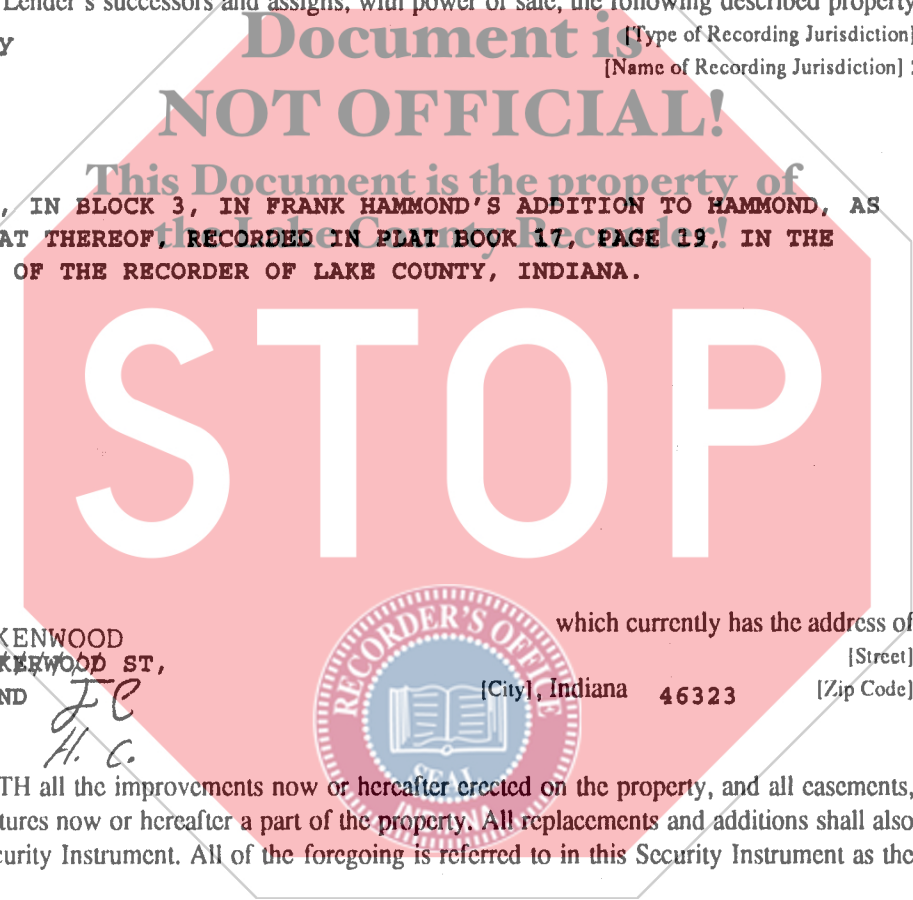 Lender's successors and assigns, with power of sale, the following described property
Document is
[Type of Recording Jurisdiction]
y
[Name of Recording Jurisdiction] :
NOT OFFICIAL!
This Document is the property of
, IN BLOCK 3, IN FRANK HAMMOND'S ADDITION TO HAMMOND, AS
the Lake County Recorder!
AT THEREOF, RECORDED IN PLAT BOOK 17, PAGE 19, IN THE
OF THE RECORDER OF LAKE COUNTY, INDIANA.
STOP
which currently has the address of
KENWOOD
KERWOOD ST,
[Street]
ND
JC
[City], Indiana 46323 [Zip Code]
H. C.
RECORDER'S OFFICE
SEAL
INDIANA
TH all the improvements now or hereafter erected on the property, and all easements,
tures now or hereafter a part of the property. All replacements and additions shall also
curity Instrument. All of the foregoing is referred to in this Security Instrument as the